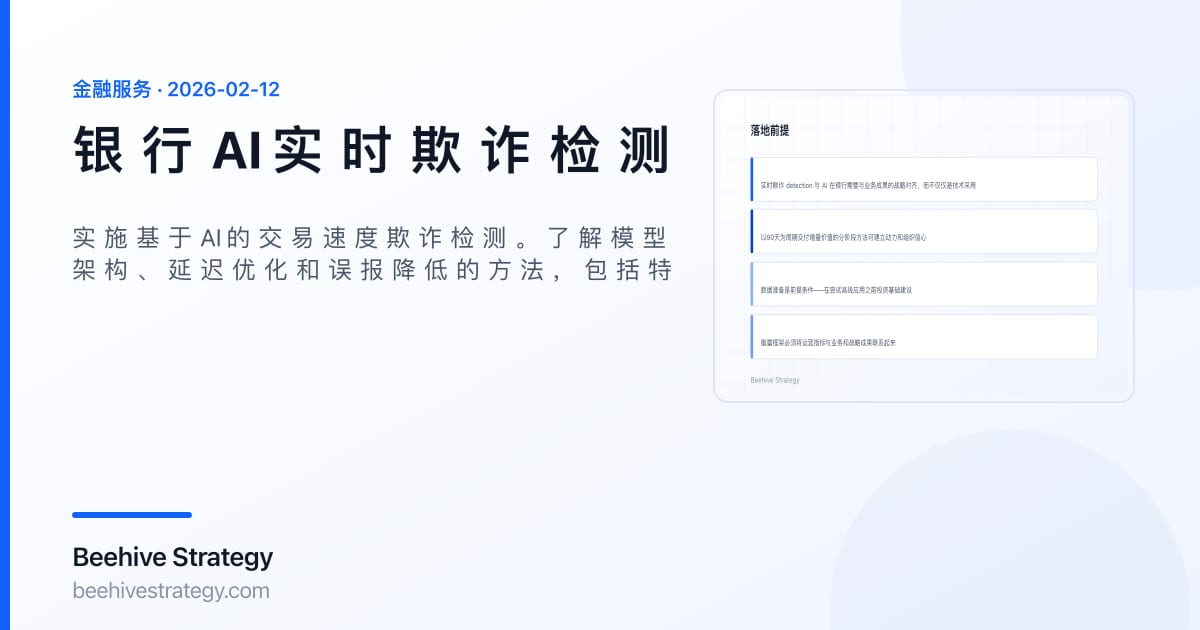 金融服务 · 2026-02-12
银行AI实时欺诈检测
实施基于AI的交易速度欺诈检测。了解模型
架构、延迟优化和误报降低的方法，包括特
落地前提
实时欺诈 detection 与 AI 在银行需要与业务成果的战略对齐，而不仅仅是技术采用
以90天为周期交付增量价值的分阶段方法可建立动力和组织信心
数据准备是前提条件——在尝试高级应用之前投资基础建设
衡量框架必须将运营指标与业务和战略成果联系起来
Beehive Strategy
Beehive Strategy
beehivestrategy.com